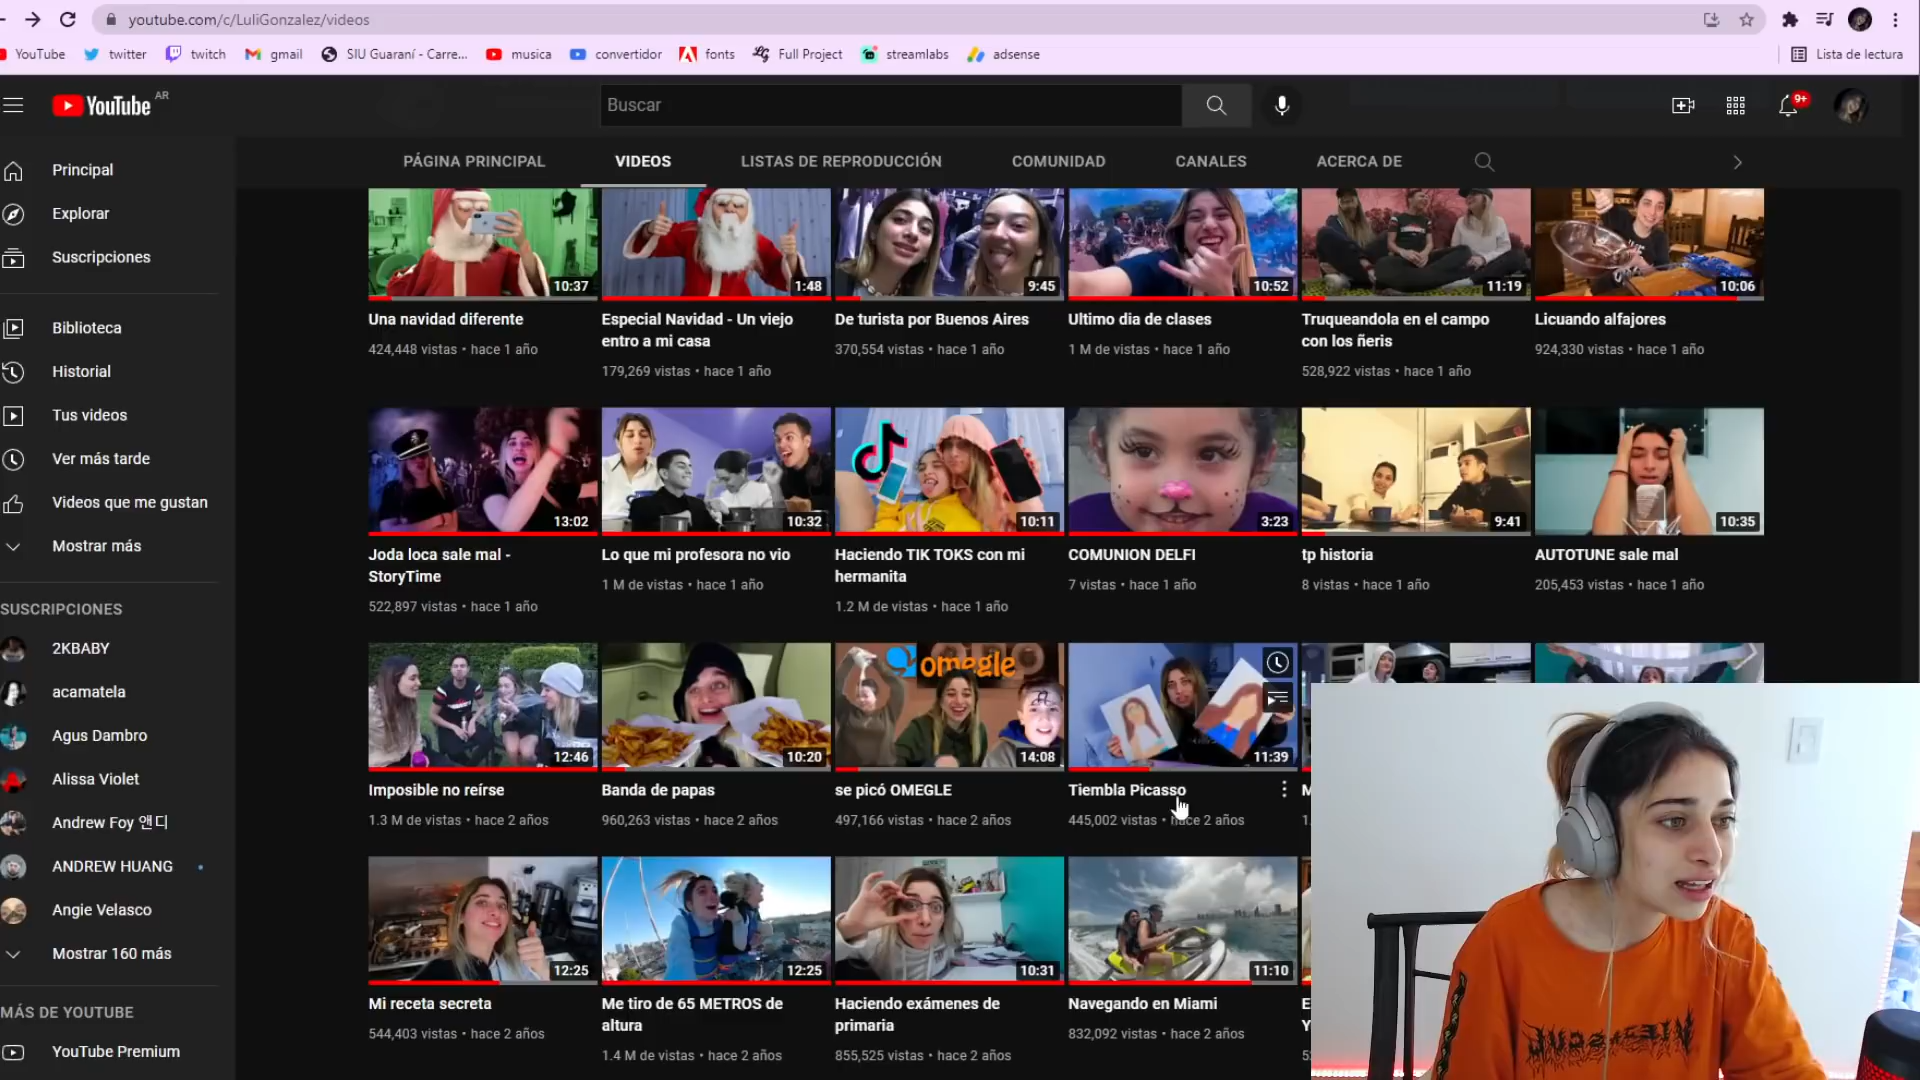 youtube.com/c/LuliGonzalez/videos
YouTube
twitter
twitch
gmail
SIU Guaraní - Carre...
musica
convertidor
fonts
Full Project
streamlabs
adsense
Lista de lectura
YouTube AR
Buscar
9+
PÁGINA PRINCIPAL
VIDEOS
LISTAS DE REPRODUCCIÓN
COMUNIDAD
CANALES
ACERCA DE
Principal
Explorar
Suscripciones
Biblioteca
Historial
Tus videos
Ver más tarde
Videos que me gustan
Mostrar más
SUSCRIPCIONES
2KBABY
acamatela
Agus Dambro
Alissa Violet
Andrew Foy 앤디
ANDREW HUANG
Angie Velasco
Mostrar 160 más
MÁS DE YOUTUBE
YouTube Premium
10:37
Una navidad diferente
424,448 vistas • hace 1 año
1:48
Especial Navidad - Un viejo
entro a mi casa
179,269 vistas • hace 1 año
9:45
De turista por Buenos Aires
370,554 vistas • hace 1 año
10:52
Ultimo dia de clases
1 M de vistas • hace 1 año
11:19
Truqueandola en el campo
con los ñeris
528,922 vistas • hace 1 año
10:06
Licuando alfajores
924,330 vistas • hace 1 año
13:02
Joda loca sale mal -
StoryTime
522,897 vistas • hace 1 año
10:32
Lo que mi profesora no vio
1 M de vistas • hace 1 año
10:11
Haciendo TIK TOKS con mi
hermanita
1.2 M de vistas • hace 1 año
3:23
COMUNION DELFI
7 vistas • hace 1 año
9:41
tp historia
8 vistas • hace 1 año
10:35
AUTOTUNE sale mal
205,453 vistas • hace 1 año
12:46
Imposible no reírse
1.3 M de vistas • hace 2 años
10:20
Banda de papas
960,263 vistas • hace 2 años
omegle
14:08
se picó OMEGLE
497,166 vistas • hace 2 años
11:39
Tiembla Picasso
445,002 vistas • hace 2 años
12:25
Mi receta secreta
544,403 vistas • hace 2 años
12:25
Me tiro de 65 METROS de
altura
1.4 M de vistas • hace 2 años
10:31
Haciendo exámenes de
primaria
855,525 vistas • hace 2 años
11:10
Navegando en Miami
832,092 vistas • hace 2 años